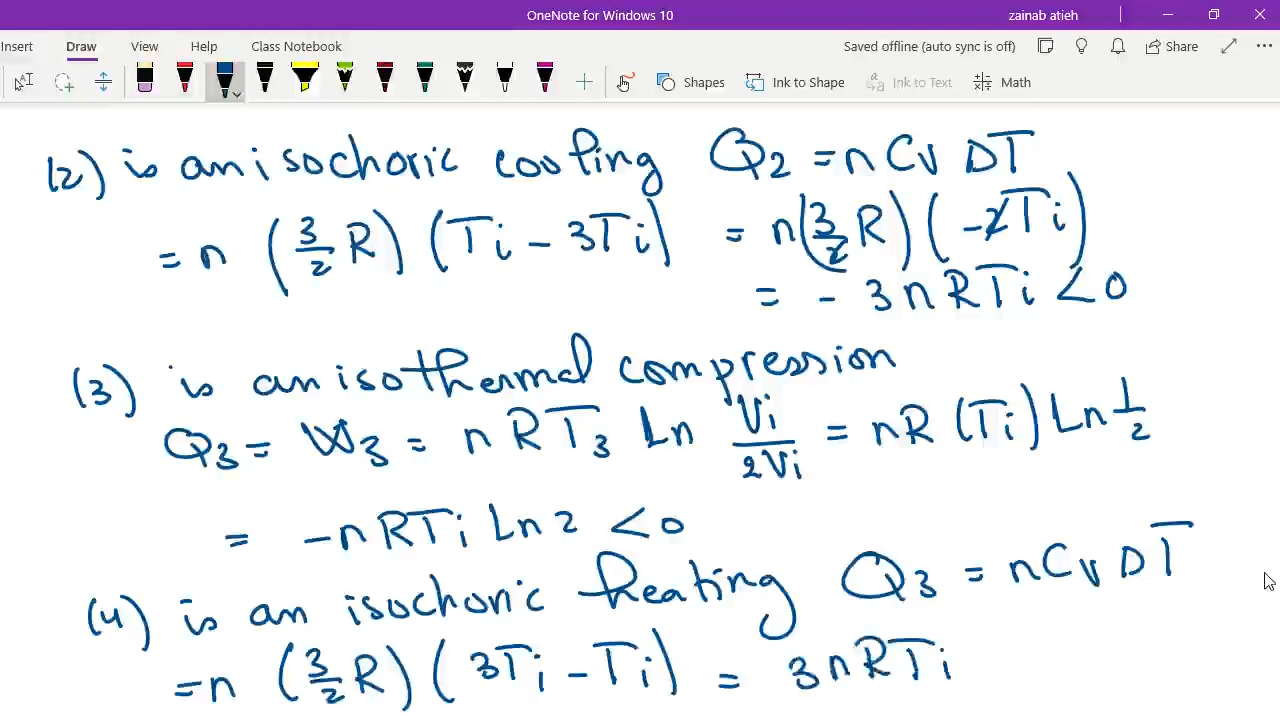 OneNote for Windows 10
zainab atieh
Insert Draw View Help Class Notebook
Saved offline (auto sync is off)
Share
Shapes Ink to Shape Ink to Text Math
(2) is an isochoric cooling Q2 = n Cv DT
= n (3/2 R) (Ti - 3Ti) = n(3/2 R) (-2Ti)
= - 3nRTi < 0
(3) is an isothermal compression
Q3 = W3 = nRT3 Ln Vi/2Vi = nR (Ti) Ln 1/2
= -nRTi Ln2 < 0
(4) is an isochoric heating Q3 = nCv DT
= n (3/2 R) (3Ti - Ti) = 3nRTi